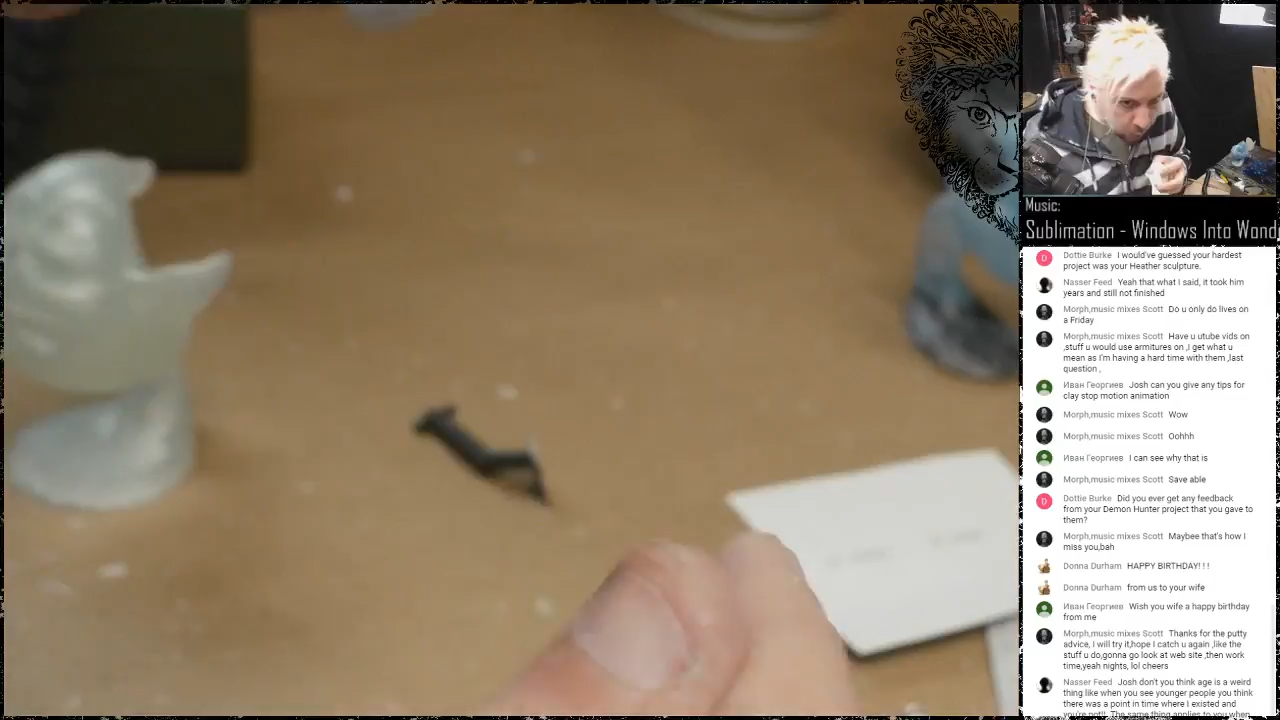 Music:
Sublimation - Windows Into Wond
Dottie Burke I would've guessed your hardest
project was your Heather sculpture.
Nasser Feed Yeah that what I said, it took him
years and still not finished
Morph,music mixes Scott Do u only do lives on
a Friday
Morph,music mixes Scott Have u utube vids on
,stuff u would use armitures on ,I get what u
mean as I'm having a hard time with them ,last
question ,
Иван Георгиев Josh can you give any tips for
clay stop motion animation
Morph,music mixes Scott Wow
Morph,music mixes Scott Oohhh
Иван Георгиев I can see why that is
Morph,music mixes Scott Save able
Dottie Burke Did you ever get any feedback
from your Demon Hunter project that you gave to
them?
Morph,music mixes Scott Maybee that's how I
miss you,bah
Donna Durham HAPPY BIRTHDAY! ! !
Donna Durham from us to your wife
Иван Георгиев Wish you wife a happy birthday
from me
Morph,music mixes Scott Thanks for the putty
advice, I will try it,hope I catch u again ,like the
stuff u do,gonna go look at web site ,then work
time,yeah nights, lol cheers
Nasser Feed Josh don't you think age is a weird
thing like when you see younger people you think
there was a point in time where I existed and
you're not!! The same thing applies to you when